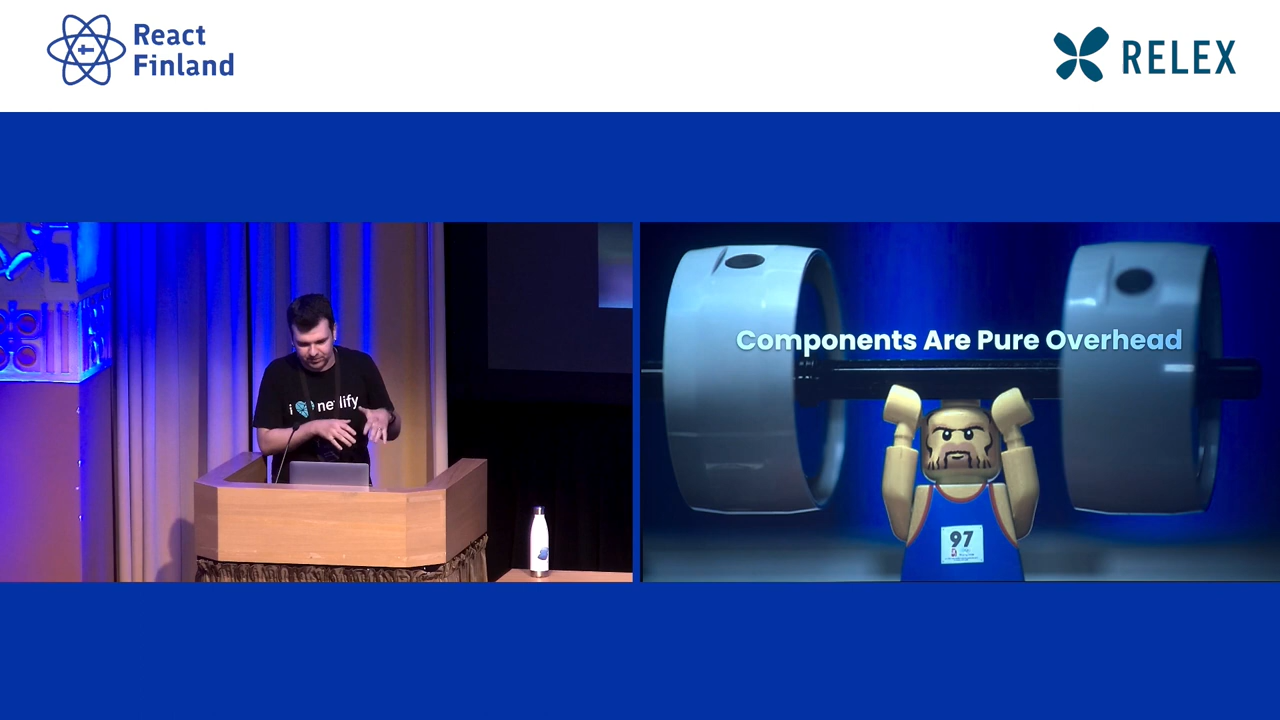 React
Finland
RELEX
i netlify
Components Are Pure Overhead
97